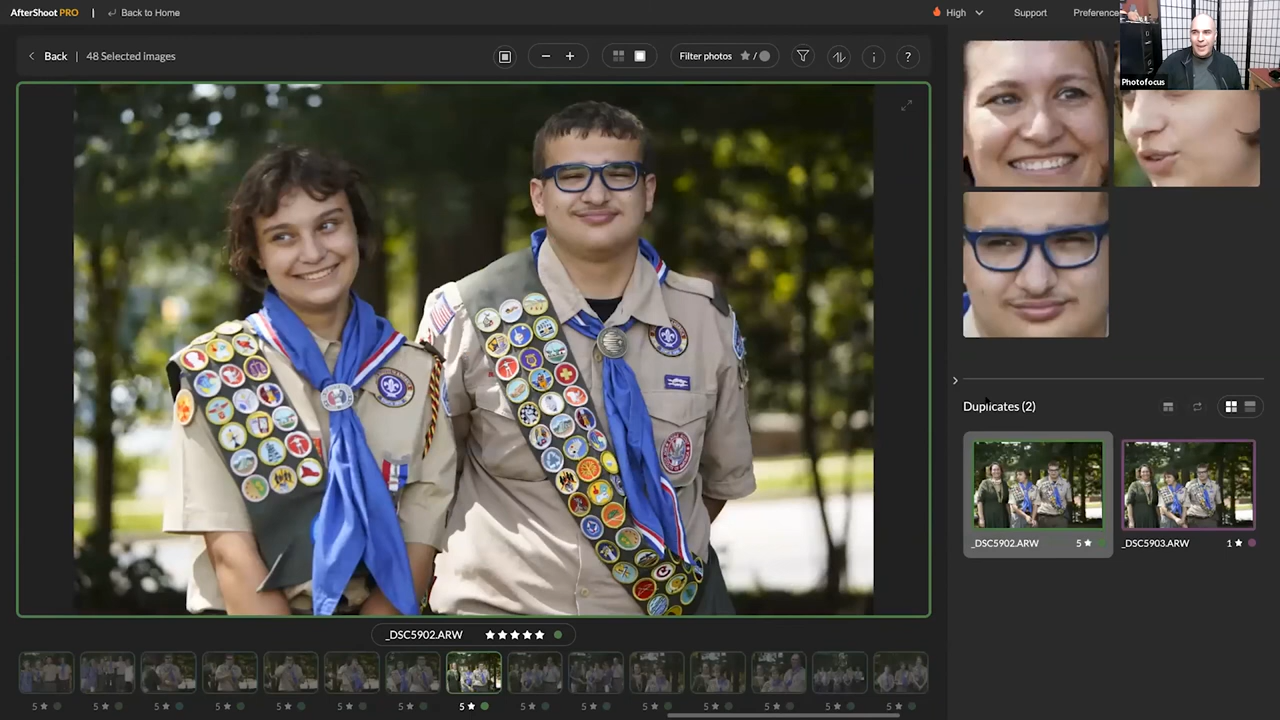 AfterShoot PRO | Back to Home High Support Preference
Photofocus
Back | 48 Selected images Filter photos /
Duplicates (2)
_DSC5902.ARW 5 _DSC5903.ARW 1
_DSC5902.ARW
5 5 5 5 5 5 5 5 5 5 5 5 5 5 5